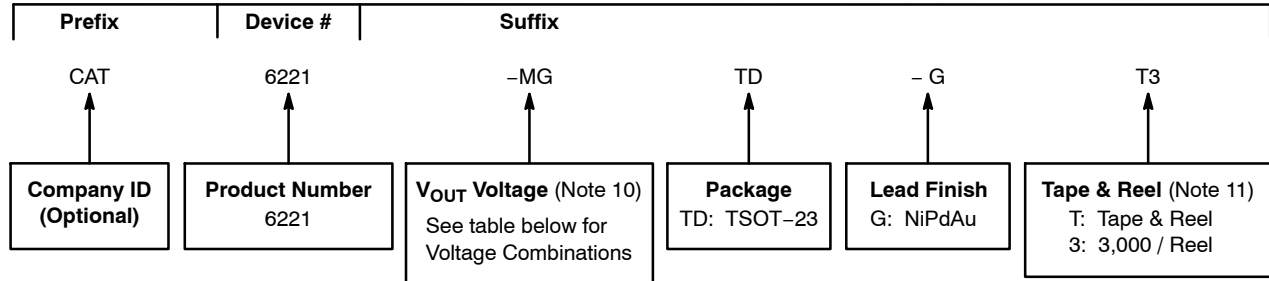 Prefix Device # Suffix
CAT 6221 −MG TD − G T3
Company ID
(Optional)
Product Number
6221
VOUT Voltage (Note 10)
See table below for
Voltage Combinations
Package
TD: TSOT−23
Lead Finish
G: NiPdAu
Tape & Reel (Note 11)
T: Tape & Reel
3: 3,000 / Reel